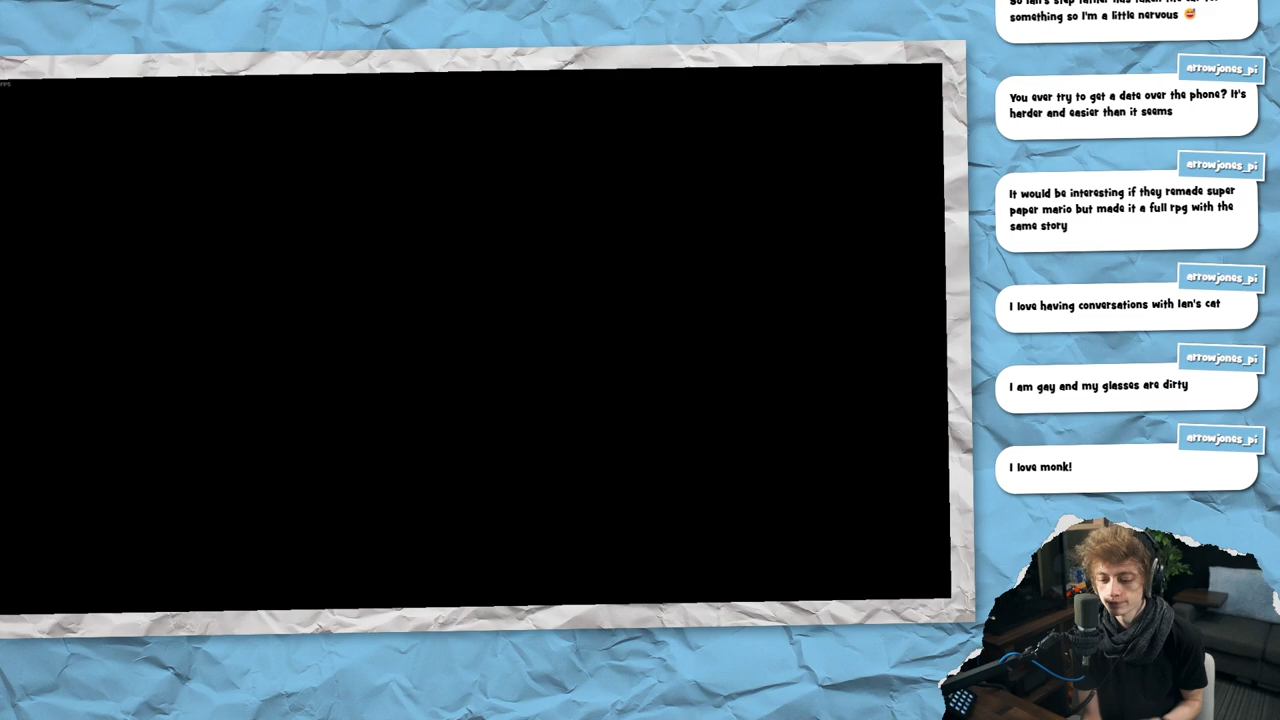 something so I'm a little nervous 😅
arrowjones_pi
You ever try to get a date over the phone? It's
harder and easier than it seems
arrowjones_pi
It would be interesting if they remade super
paper mario but made it a full rpg with the
same story
arrowjones_pi
I love having conversations with Ian's cat
arrowjones_pi
I am gay and my glasses are dirty
arrowjones_pi
I love monk!